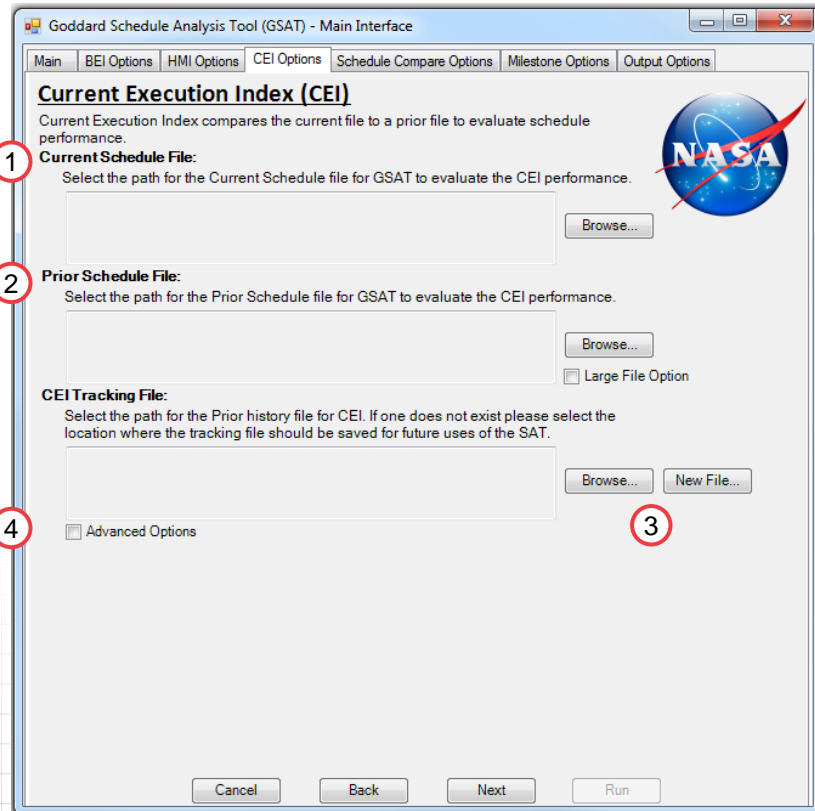 Goddard Schedule Analysis Tool (GSAT) - Main Interface
Main BEI Options HMI Options CEI Options Schedule Compare Options Milestone Options Output Options
Current Execution Index (CEI)
Current Execution Index compares the current file to a prior file to evaluate schedule
performance.
NASA
1
Current Schedule File:
Select the path for the Current Schedule file for GSAT to evaluate the CEI performance.
Browse...
2
Prior Schedule File:
Select the path for the Prior Schedule file for GSAT to evaluate the CEI performance.
Browse...
Large File Option
CEI Tracking File:
Select the path for the Prior history file for CEI. If one does not exist please select the
location where the tracking file should be saved for future uses of the SAT.
Browse... New File...
3
4
Advanced Options
Cancel Back Next Run